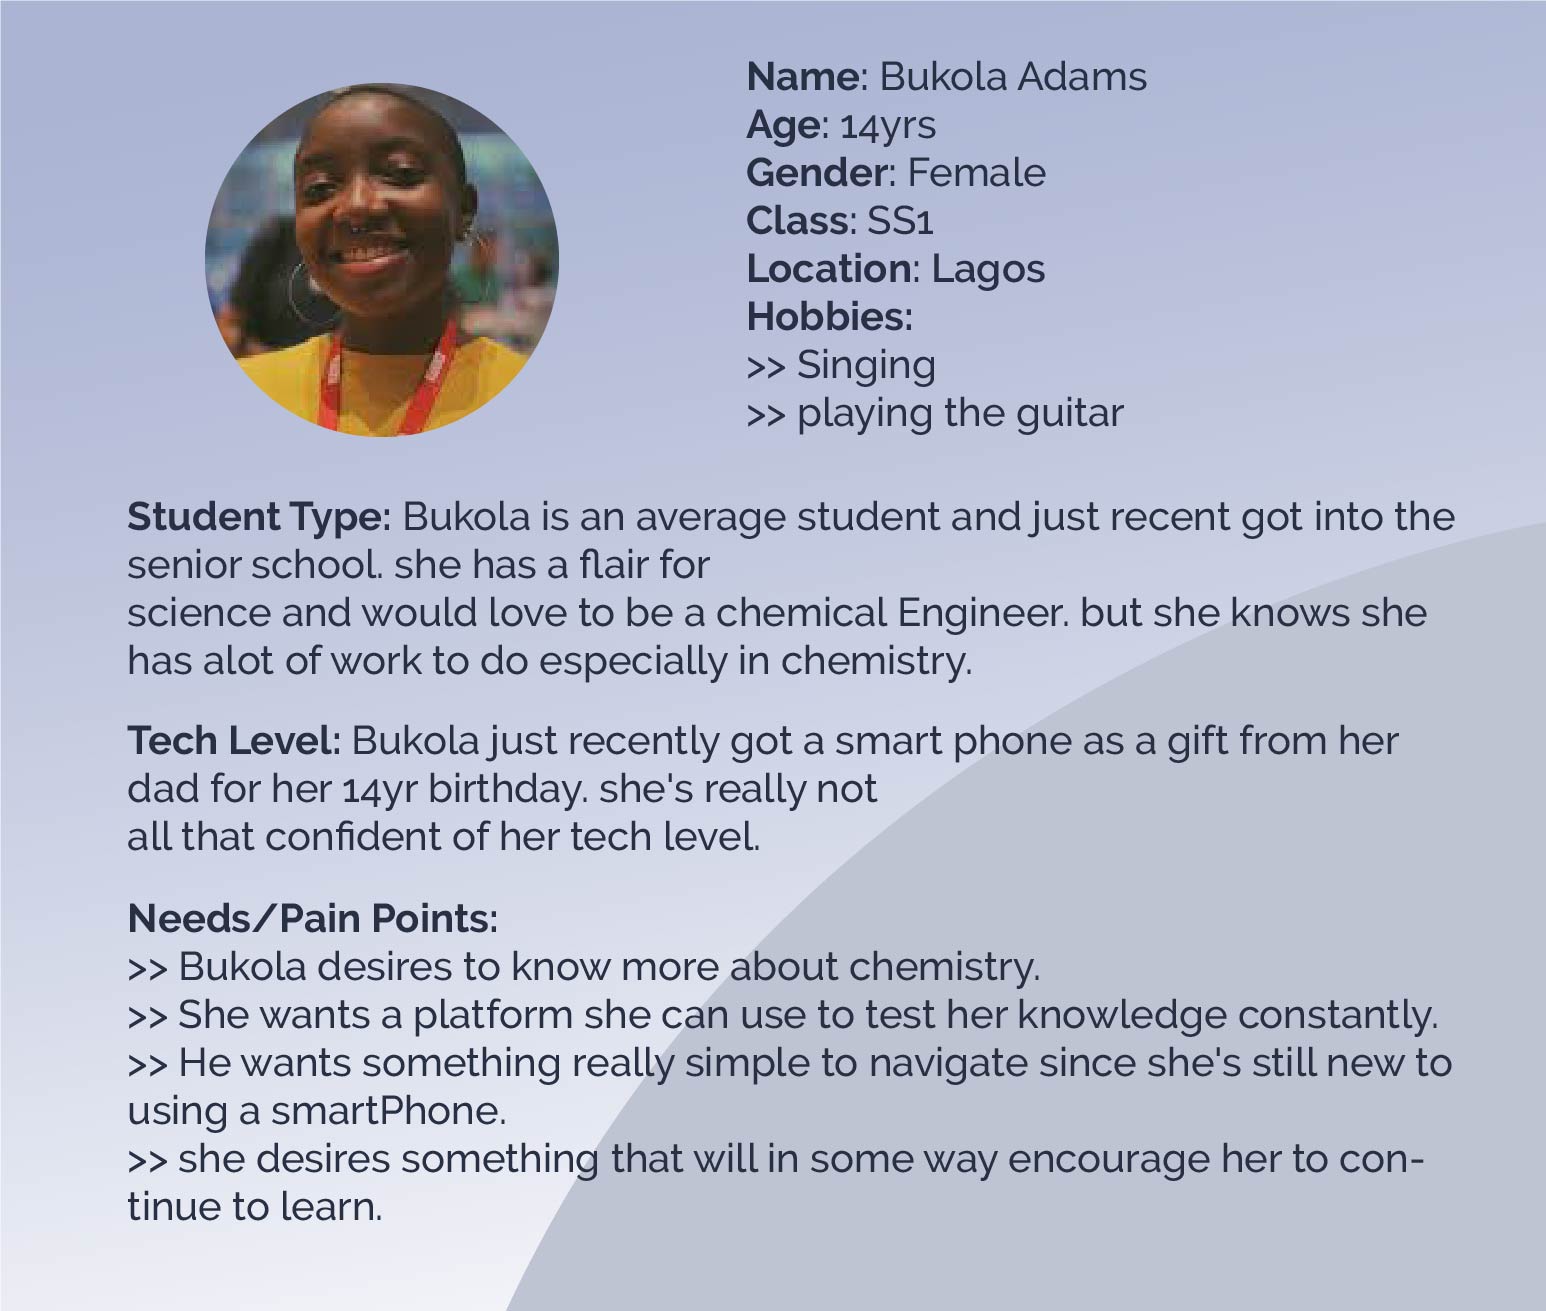 Name: Bukola Adams
Age: 14yrs
Gender: Female
Class: SS1
Location: Lagos
Hobbies:
>> Singing
>> playing the guitar
Student Type: Bukola is an average student and just recent got into the
senior school. she has a flair for
science and would love to be a chemical Engineer. but she knows she
has alot of work to do especially in chemistry.
Tech Level: Bukola just recently got a smart phone as a gift from her
dad for her 14yr birthday. she's really not
all that confident of her tech level.
Needs/Pain Points:
>> Bukola desires to know more about chemistry.
>> She wants a platform she can use to test her knowledge constantly.
>> He wants something really simple to navigate since she's still new to
using a smartPhone.
>> she desires something that will in some way encourage her to con-
tinue to learn.